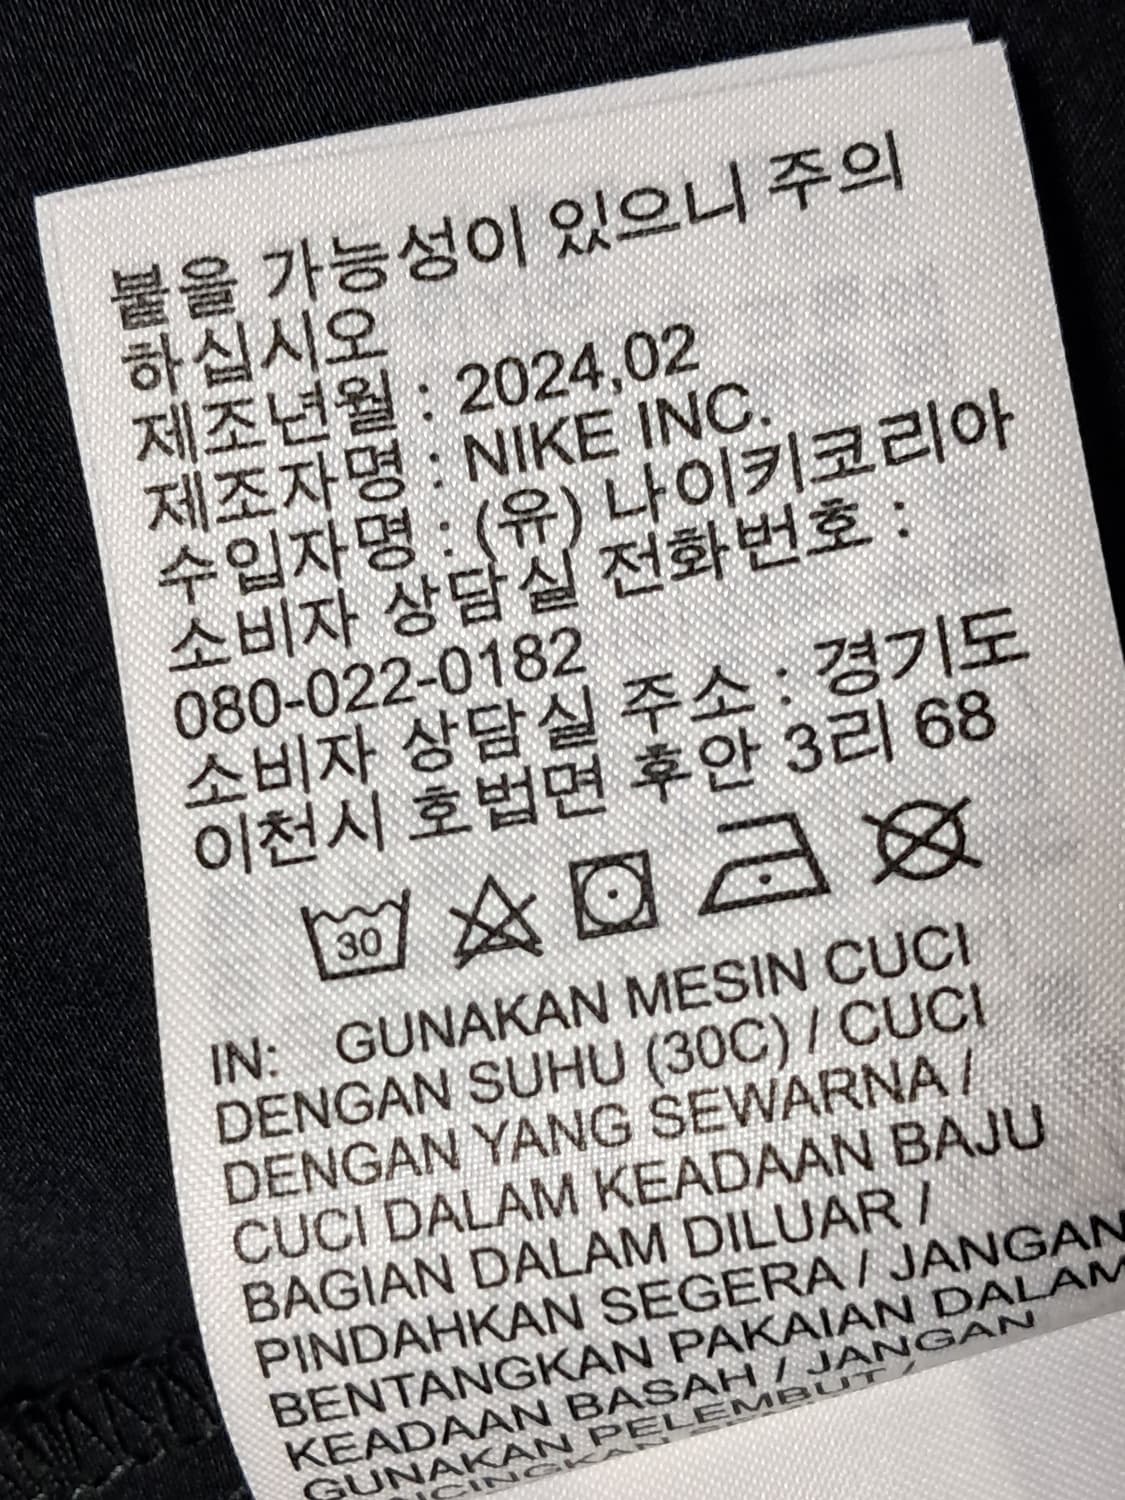 붙을 가능성이 있으니 주의
하십시오
제조년월 : 2024,02
제조자명 : NIKE INC.
수입자명 : (유) 나이키코리아
소비자 상담실 전화번호 :
080-022-0182
소비자 상담실 주소 : 경기도
이천시 호법면 후안 3리 68
30
IN: GUNAKAN MESIN CUCI
DENGAN SUHU (30C) / CUCI
DENGAN YANG SEWARNA /
CUCI DALAM KEADAAN BAJU
BAGIAN DALAM DILUAR /
PINDAHKAN SEGERA / JANGAN
BENTANGKAN PAKAIAN DALAM
KEADAAN BASAH / JANGAN
GUNAKAN PELEMBUT /